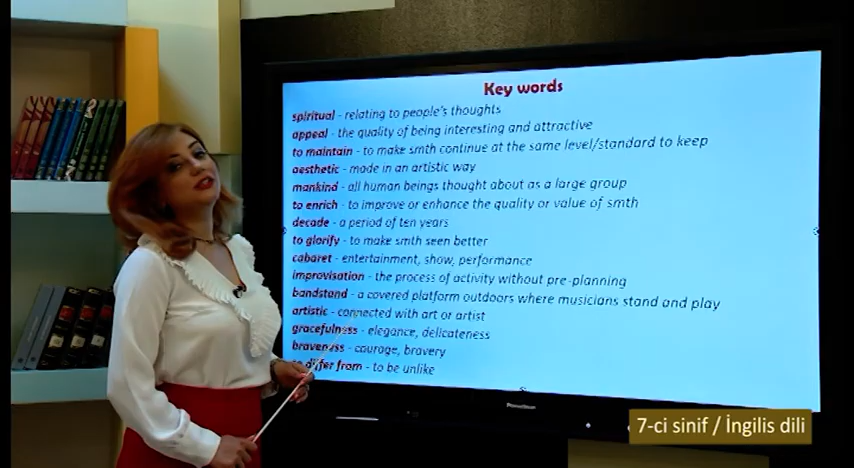 Key words
spiritual - relating to people's thoughts
appeal - the quality of being interesting and attractive
to maintain - to make smth continue at the same level/standard to keep
aesthetic - made in an artistic way
mankind - all human beings thought about as a large group
to enrich - to improve or enhance the quality or value of smth
decade - a period of ten years
to glorify - to make smth seen better
cabaret - entertainment, show, performance
improvisation - the process of activity without pre-planning
bandstand - a covered platform outdoors where musicians stand and play
artistic - connected with art or artist
gracefulness - elegance, delicateness
braveness - courage, bravery
to differ from - to be unlike
7-ci sinif / İngilis dili